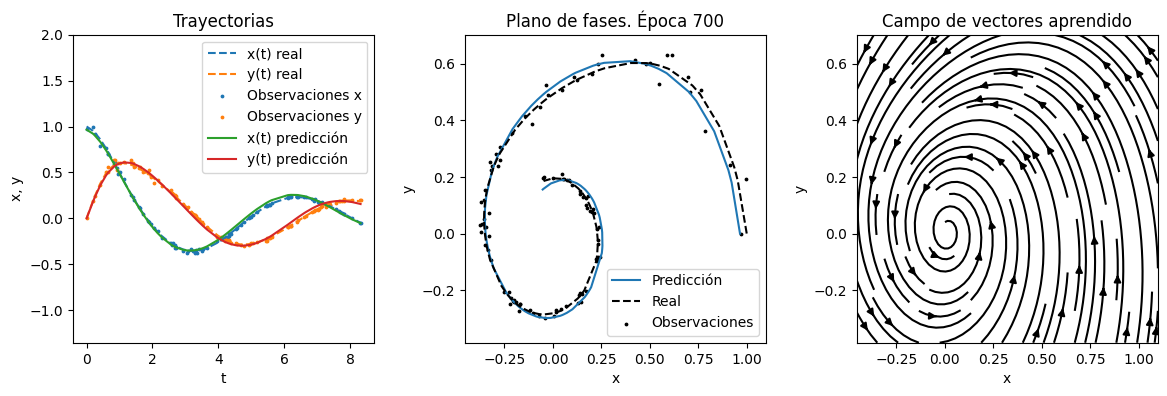 Trayectorias
2.0
1.5
1.0
0.5
0.0
−0.5
−1.0
x, y
0 2 4 6 8
t
x(t) real
y(t) real
Observaciones x
Observaciones y
x(t) predicción
y(t) predicción
Plano de fases. Época 700
0.6
0.4
0.2
0.0
−0.2
y
−0.25 0.00 0.25 0.50 0.75 1.00
x
Predicción
Real
Observaciones
Campo de vectores aprendido
0.6
0.4
0.2
0.0
−0.2
y
−0.25 0.00 0.25 0.50 0.75 1.00
x